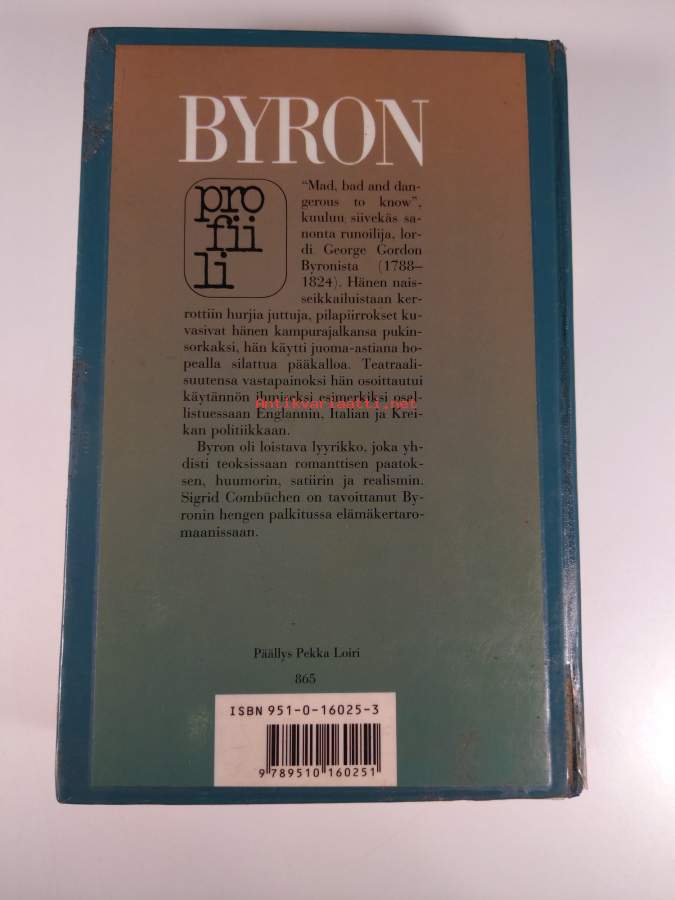 BYRON
pro
fii
li
"Mad, bad and dan-
gerous to know",
kuuluu siivekäs sa-
nonta runoilija, lor-
di George Gordon
Byronista (1788–
1824). Hänen nais-
seikkailuistaan ker-
rottiin hurjia juttuja, pilapiirrokset ku-
vasivat hänen kampurajalkansa pukin-
sorkaksi, hän käytti juoma-astiana ho-
pealla silattua pääkalloa. Teatraali-
suutensa vastapainoksi hän osoittautui
käytännön ihmiseksi esimerkiksi osal-
Antikvariaatti.net
listuessaan Englannin, Italian ja Krei-
kan politiikkaan.
Byron oli loistava lyyrikko, joka yh-
disti teoksissaan romanttisen paatok-
sen, huumorin, satiirin ja realismin.
Sigrid Combüchen on tavoittanut By-
ronin hengen palkitussa elämäkertaro-
maanissaan.
Päällys Pekka Loiri
865
ISBN 951-0-16025-3
9 789510 160251